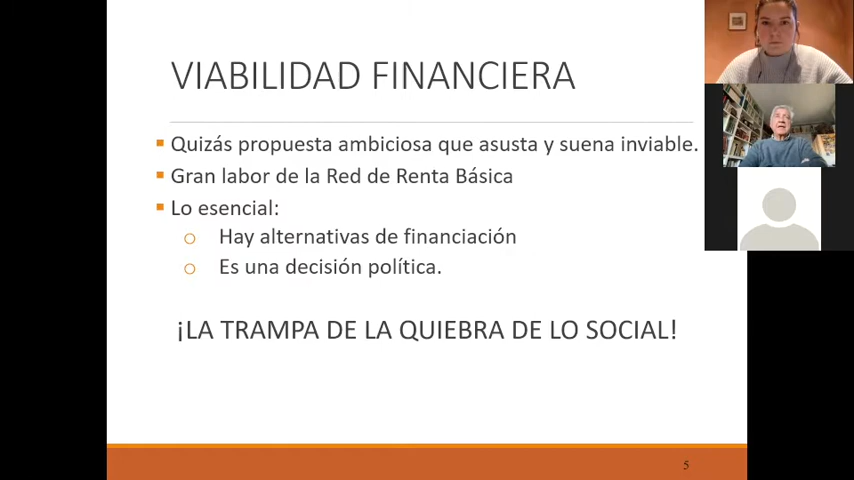 VIABILIDAD FINANCIERA
Quizás propuesta ambiciosa que asusta y suena inviable.
Gran labor de la Red de Renta Básica
Lo esencial:
Hay alternativas de financiación
Es una decisión política.
¡LA TRAMPA DE LA QUIEBRA DE LO SOCIAL!
5